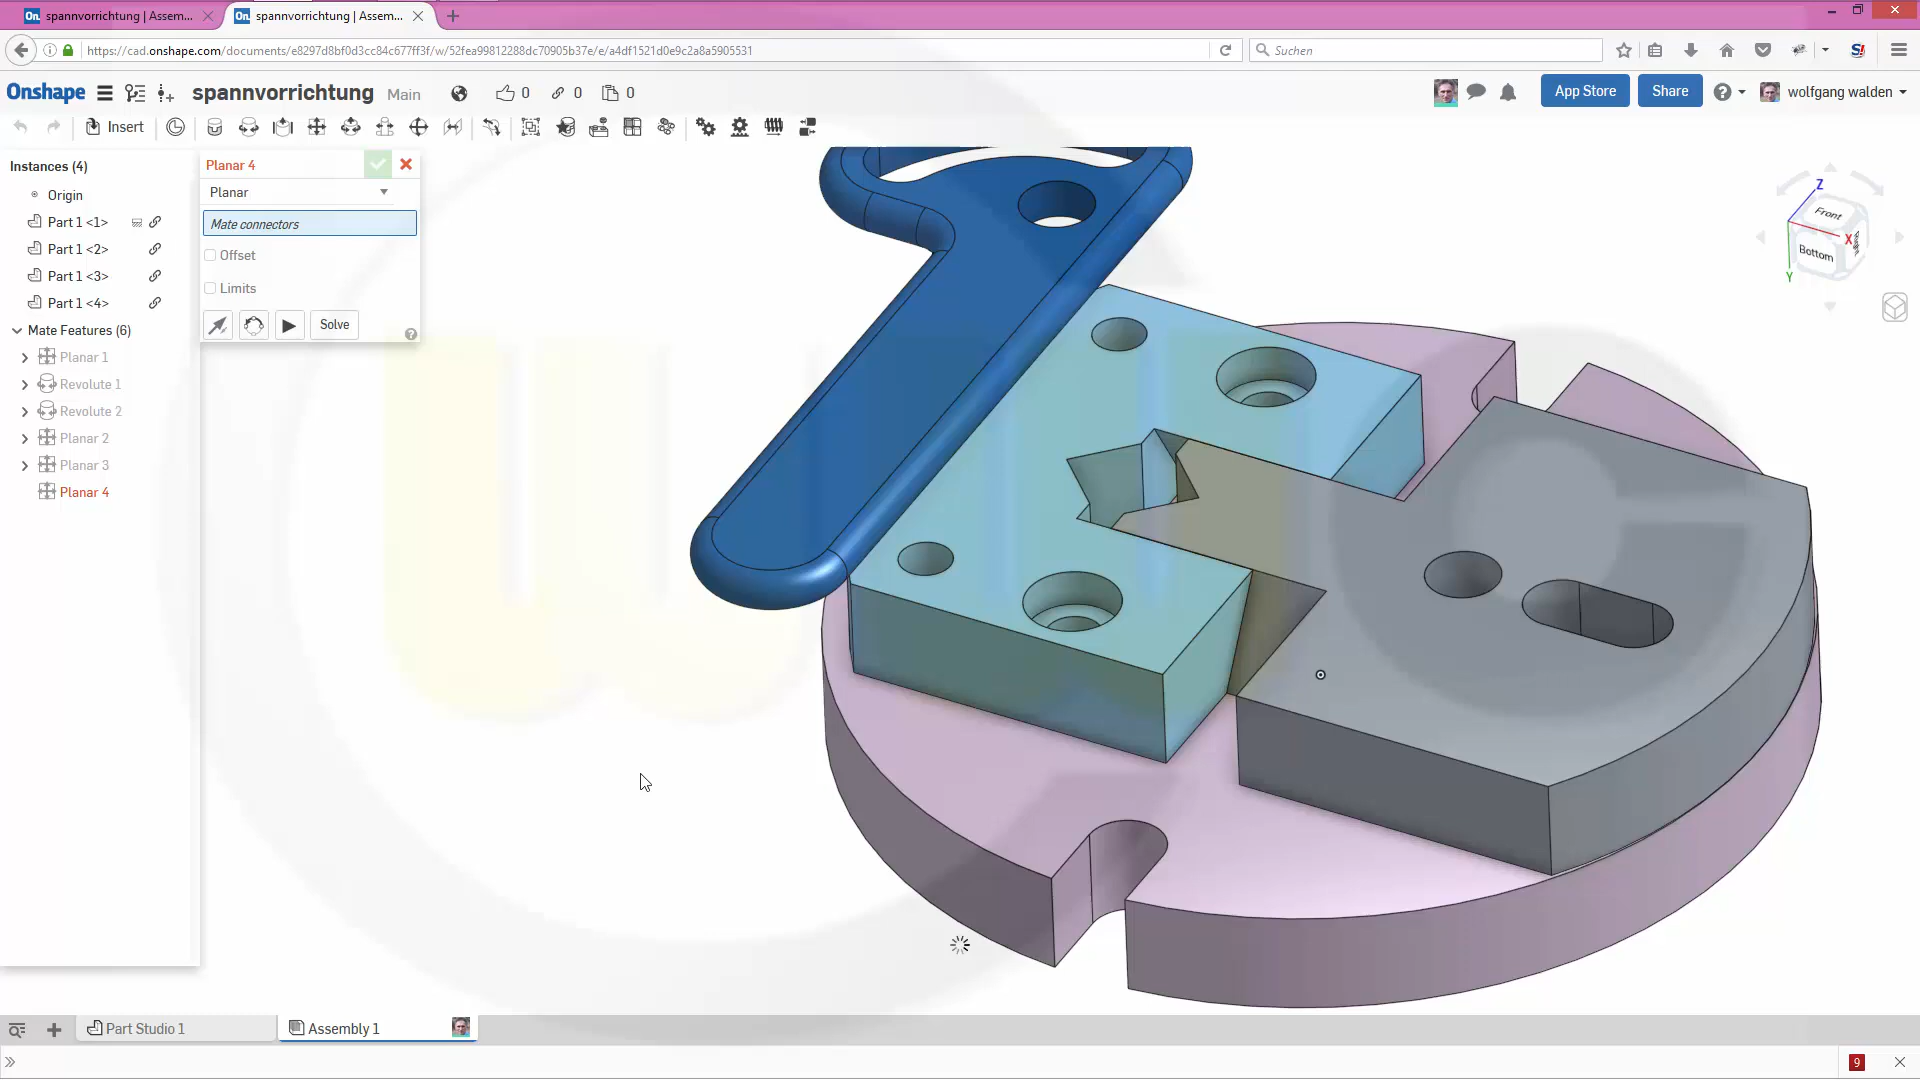 spannvorrichtung | Assem...
spannvorrichtung | Assem...
https://cad.onshape.com/documents/e8297d8bf0d3cc84c677ff3f/w/52fea99812288dc70905b37e/e/a4df1521d0e9c2a8a5905531
Suchen
Onshape
spannvorrichtung
Main
0
0
0
App Store
Share
wolfgang walden
Insert
Instances (4)
Origin
Part 1 <1>
Part 1 <2>
Part 1 <3>
Part 1 <4>
Mate Features (6)
Planar 1
Revolute 1
Revolute 2
Planar 2
Planar 3
Planar 4
Planar 4
Planar
Mate connectors
Offset
Limits
Solve
Z
Front
X
Bottom
Y
Part Studio 1
Assembly 1
9